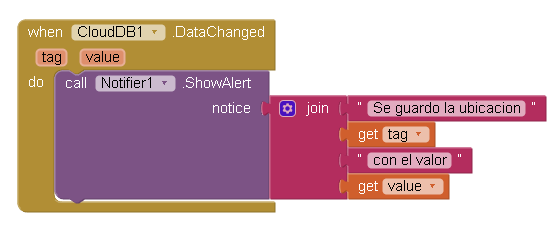 when CloudDB1 .DataChanged
tag value
do call Notifier1 .ShowAlert
notice join " Se guardo la ubicacion "
get tag
" con el valor "
get value